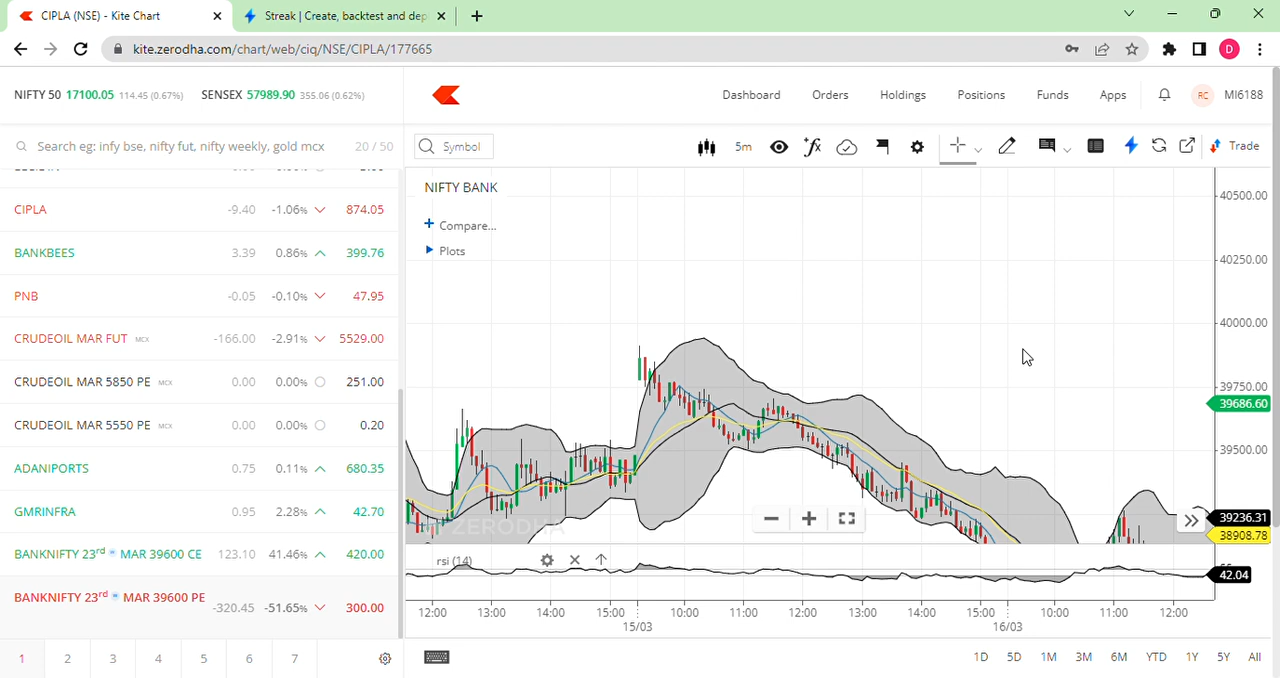 CIPLA (NSE) - Kite Chart
Streak | Create, backtest and dep
kite.zerodha.com/chart/web/ciq/NSE/CIPLA/177665
D
NIFTY 50 17100.05 114.45 (0.67%) SENSEX 57989.90 355.06 (0.62%)
Dashboard Orders Holdings Positions Funds Apps RC MI6188
Search eg: infy bse, nifty fut, nifty weekly, gold mcx 20 / 50
CIPLA -9.40 -1.06% 874.05
BANKBEES 3.39 0.86% 399.76
PNB -0.05 -0.10% 47.95
CRUDEOIL MAR FUT MCX -166.00 -2.91% 5529.00
CRUDEOIL MAR 5850 PE MCX 0.00 0.00% 251.00
CRUDEOIL MAR 5550 PE MCX 0.00 0.00% 0.20
ADANIPORTS 0.75 0.11% 680.35
GMRINFRA 0.95 2.28% 42.70
BANKNIFTY 23rd w MAR 39600 CE 123.10 41.46% 420.00
BANKNIFTY 23rd w MAR 39600 PE -320.45 -51.65% 300.00
1 2 3 4 5 6 7
Symbol 5m Trade
NIFTY BANK
Compare...
Plots
40500.00
40250.00
40000.00
39750.00
39686.60
39500.00
39236.31
38908.78
ZERODHA
rsi (14)
42.04
12:00 13:00 14:00 15:00 10:00 11:00 12:00 13:00 14:00 15:00 10:00 11:00 12:00
15/03 16/03
1D 5D 1M 3M 6M YTD 1Y 5Y All